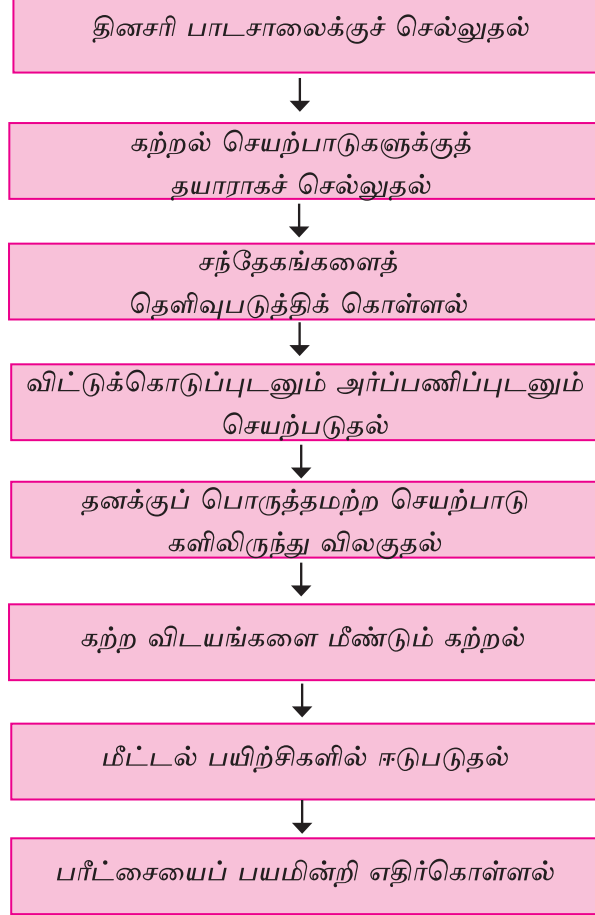 தினசரி பாடசாலைக்குச் செல்லுதல்
கற்றல் செயற்பாடுகளுக்குத்
தயாராகச் செல்லுதல்
சந்தேகங்களைத்
தெளிவுபடுத்திக் கொள்ளல்
விட்டுக்கொடுப்புடனும் அர்ப்பணிப்புடனும்
செயற்படுதல்
தனக்குப் பொருத்தமற்ற செயற்பாடு
களிலிருந்து விலகுதல்
கற்ற விடயங்களை மீண்டும் கற்றல்
மீட்டல் பயிற்சிகளில் ஈடுபடுதல்
பரீட்சையைப் பயமின்றி எதிர்கொள்ளல்